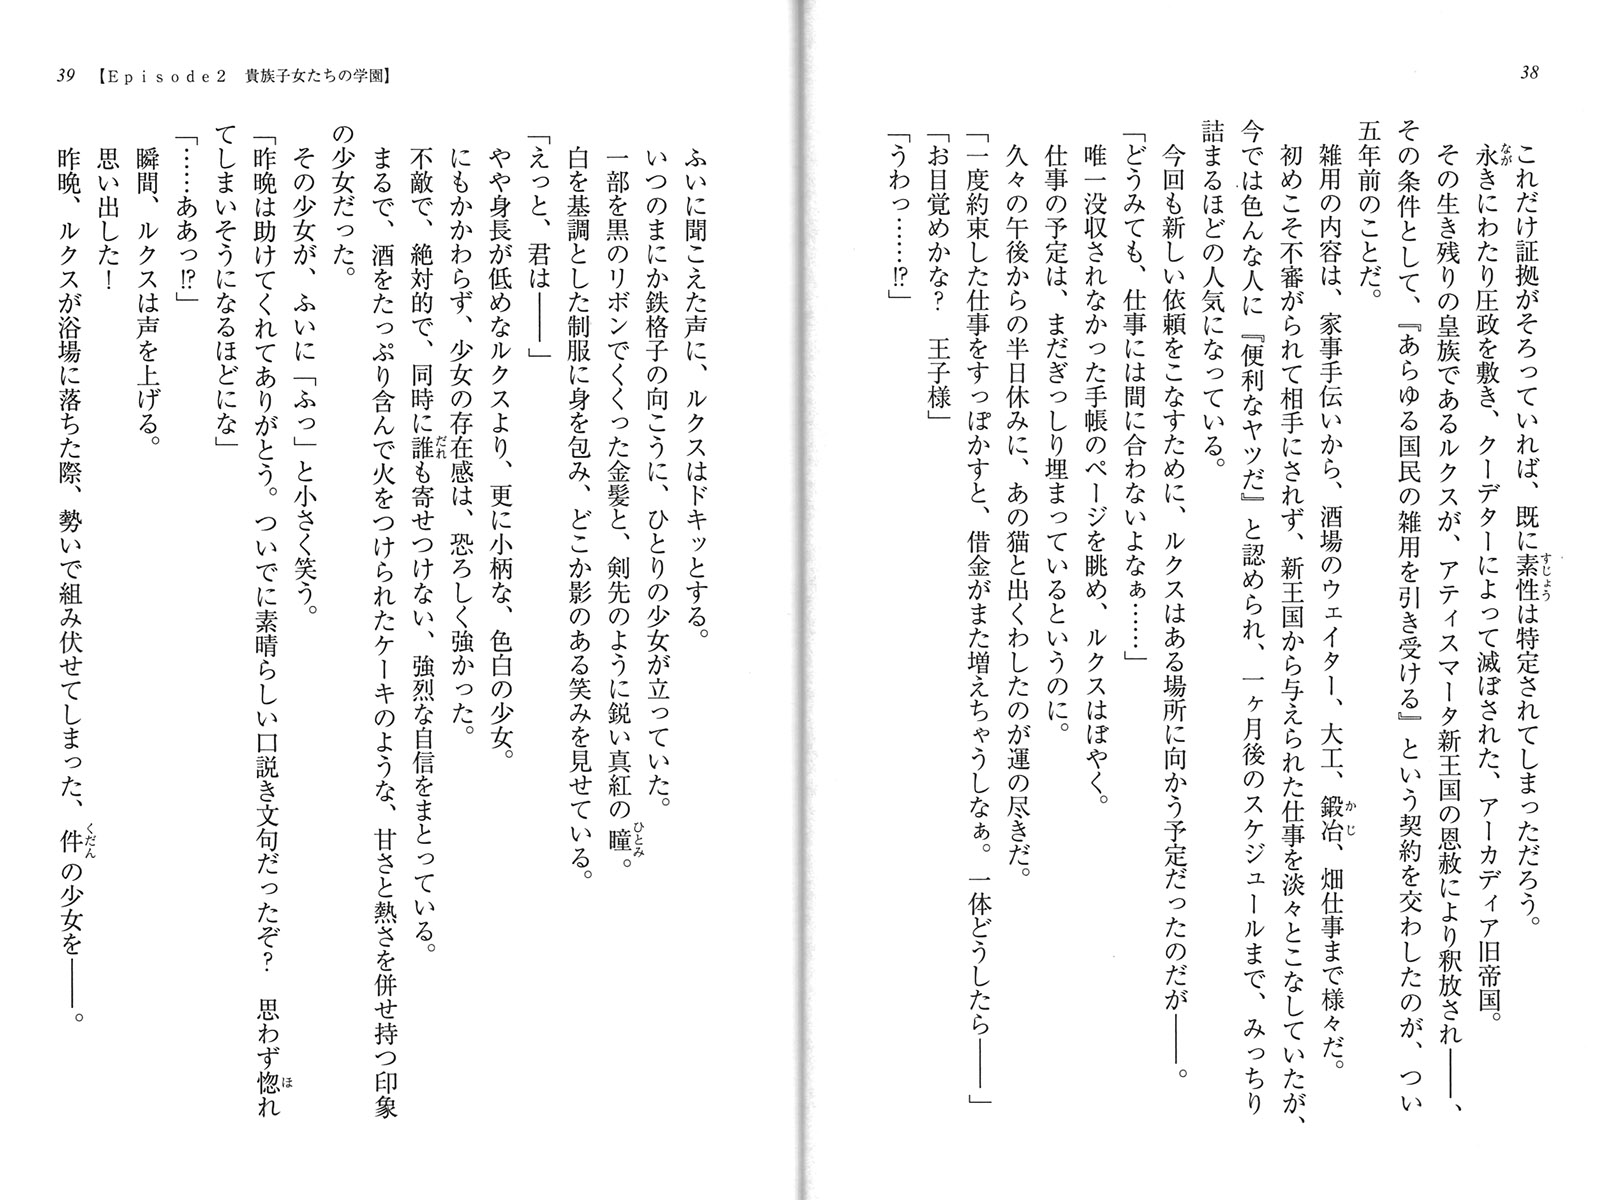 38
これだけ証拠がそろっていれば、既に素性は特定されてしまっただろう。
永きにわたり圧政を敷き、クーデターによって滅ぼされた、アーカディア旧帝国。
その生き残りの皇族であるルクスが、アティスマータ新王国の恩赦により釈放され――、
その条件として、『あらゆる国民の雑用を引き受ける』という契約を交わしたのが、つい
五年前のことだ。
雑用の内容は、家事手伝いから、酒場のウェイター、大工、鍛冶、畑仕事まで様々だ。
初めこそ不審がられて相手にされず、新王国から与えられた仕事を淡々とこなしていたが、
今では色んな人に『便利なヤツだ』と認められ、一ヶ月後のスケジュールまで、みっちり
詰まるほどの人気になっている。
今回も新しい依頼をこなすために、ルクスはある場所に向かう予定だったのだが――。
「どうみても、仕事には間に合わないよなぁ……」
唯一没収されなかった手帳のページを眺め、ルクスはぼやく。
仕事の予定は、まだぎっしり埋まっているというのに。
久々の午後からの半日休みに、あの猫と出くわしたのが運の尽きだ。
「一度約束した仕事をすっぽかすと、借金がまた増えちゃうしなぁ。一体どうしたら――」
「お目覚めかな？　王子様」
「うわっ……!?」
39 【Episode2　貴族子女たちの学園】
ふいに聞こえた声に、ルクスはドキッとする。
いつのまにか鉄格子の向こうに、ひとりの少女が立っていた。
一部を黒のリボンでくくった金髪と、剣先のように鋭い真紅の瞳。
白を基調とした制服に身を包み、どこか影のある笑みを見せている。
「えっと、君は――」
やや身長が低めなルクスより、更に小柄な、色白の少女。
にもかかわらず、少女の存在感は、恐ろしく強かった。
不敵で、絶対的で、同時に誰も寄せつけない、強烈な自信をまとっている。
まるで、酒をたっぷり含んで火をつけられたケーキのような、甘さと熱さを併せ持つ印象
の少女だった。
その少女が、ふいに「ふっ」と小さく笑う。
「昨晩は助けてくれてありがとう。ついでに素晴らしい口説き文句だったぞ？　思わず惚れ
てしまいそうになるほどにな」
「……ああっ!?」
瞬間、ルクスは声を上げる。
思い出した！
昨晩、ルクスが浴場に落ちた際、勢いで組み伏せてしまった、件の少女を――。